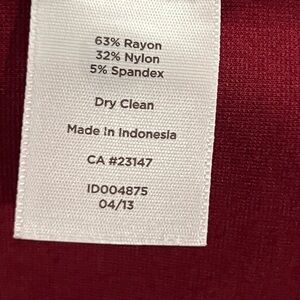 63% Rayon
32% Nylon
5% Spandex
Dry Clean
Made in Indonesia
CA #23147
ID004875
04/13